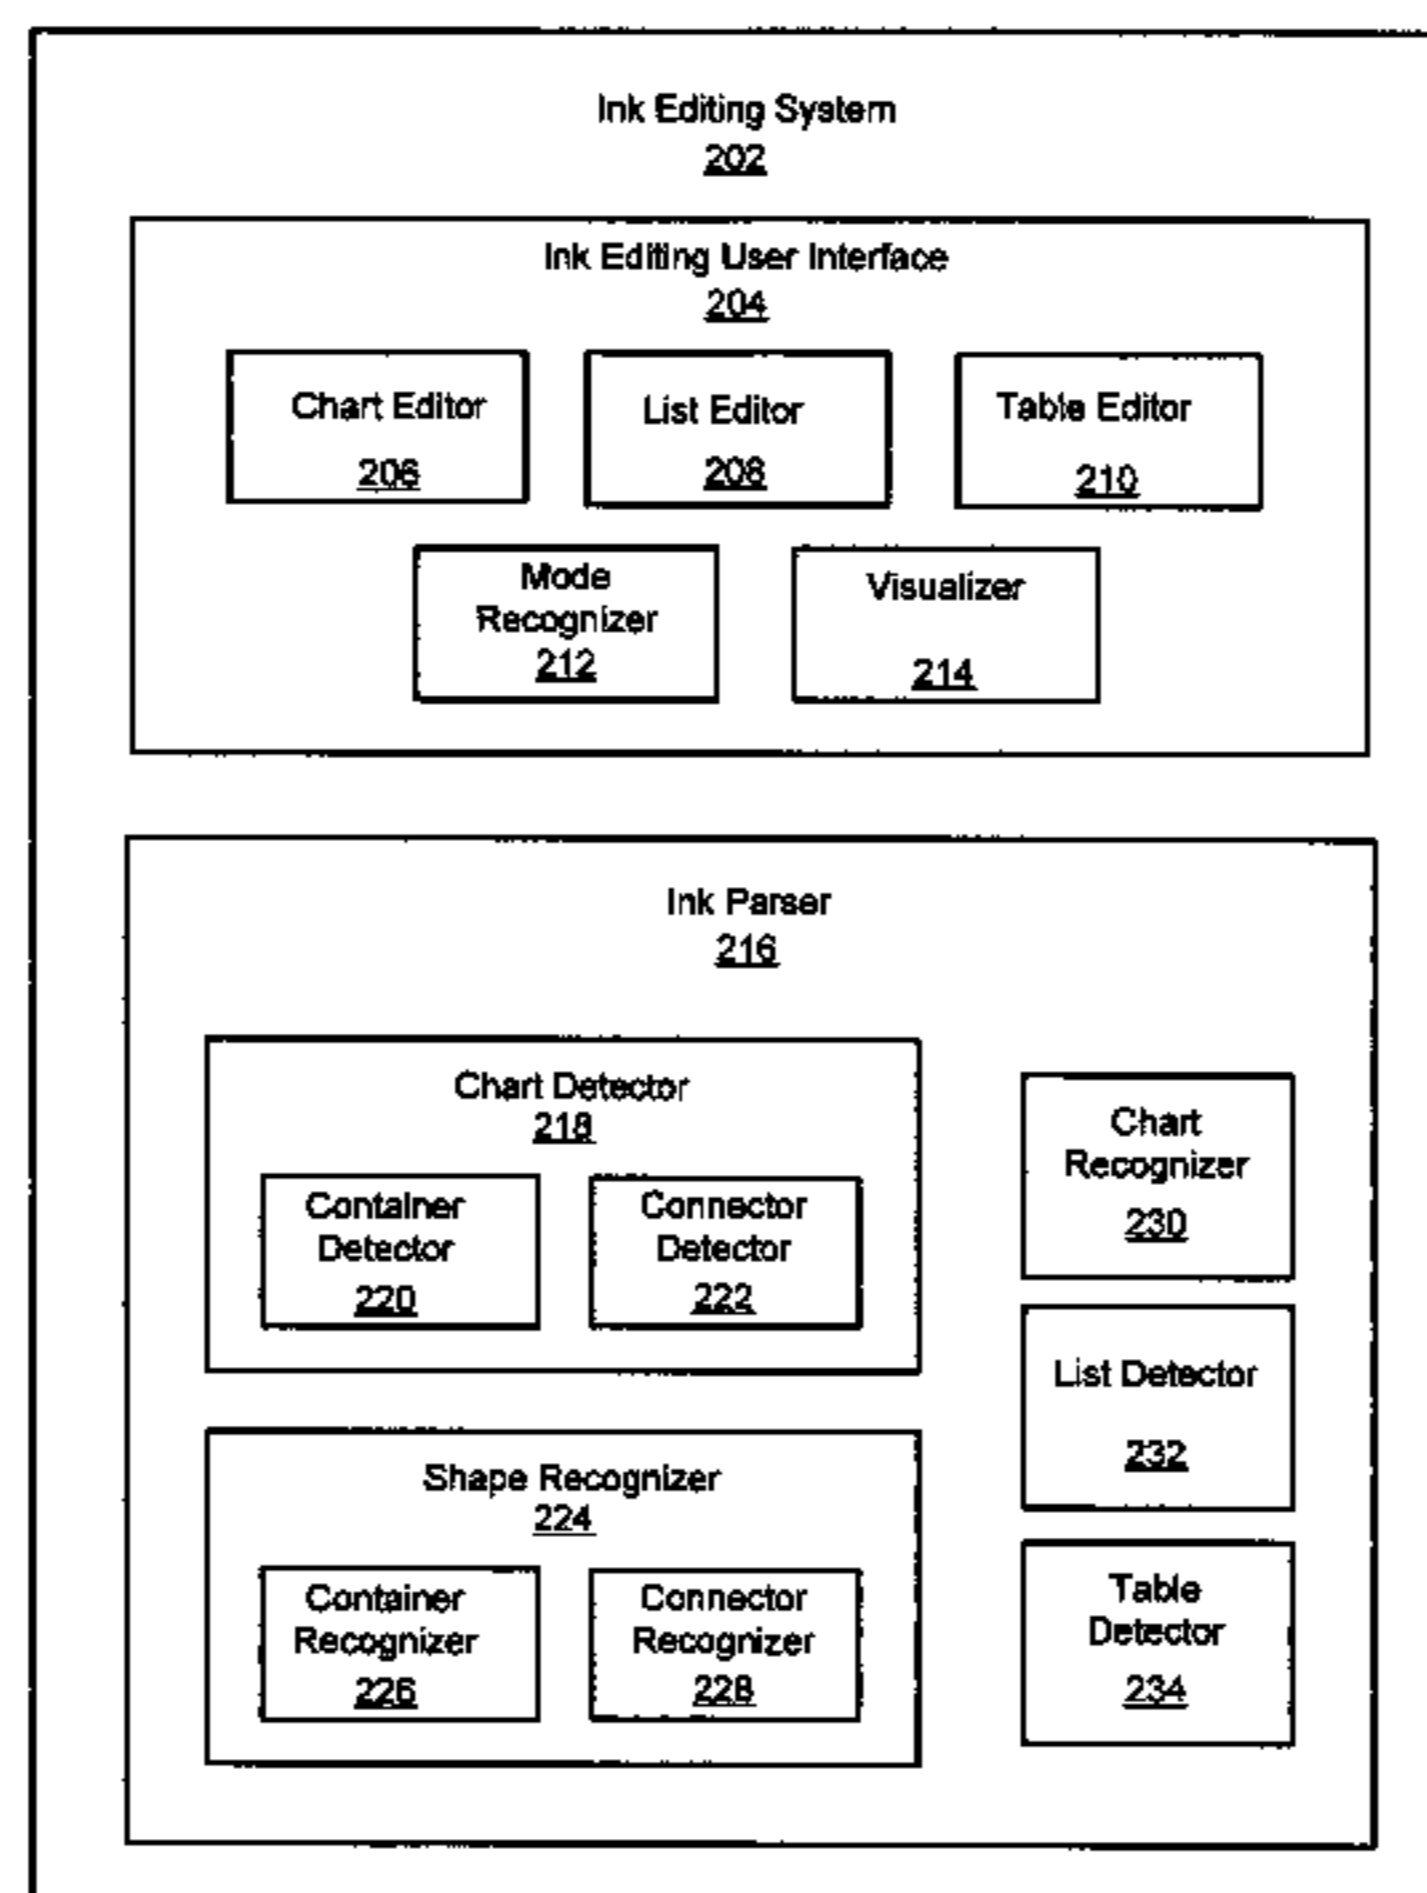 Ink Editing System
202
Ink Editing User Interface
204
Chart Editor
206
List Editor
208
Table Editor
210
Mode
Recognizer
212
Visualizer
214
Ink Parser
216
Chart Detector
218
Container
Detector
220
Connector
Detector
222
Shape Recognizer
224
Container
Recognizer
226
Connector
Recognizer
228
Chart
Recognizer
230
List Detector
232
Table
Detector
234